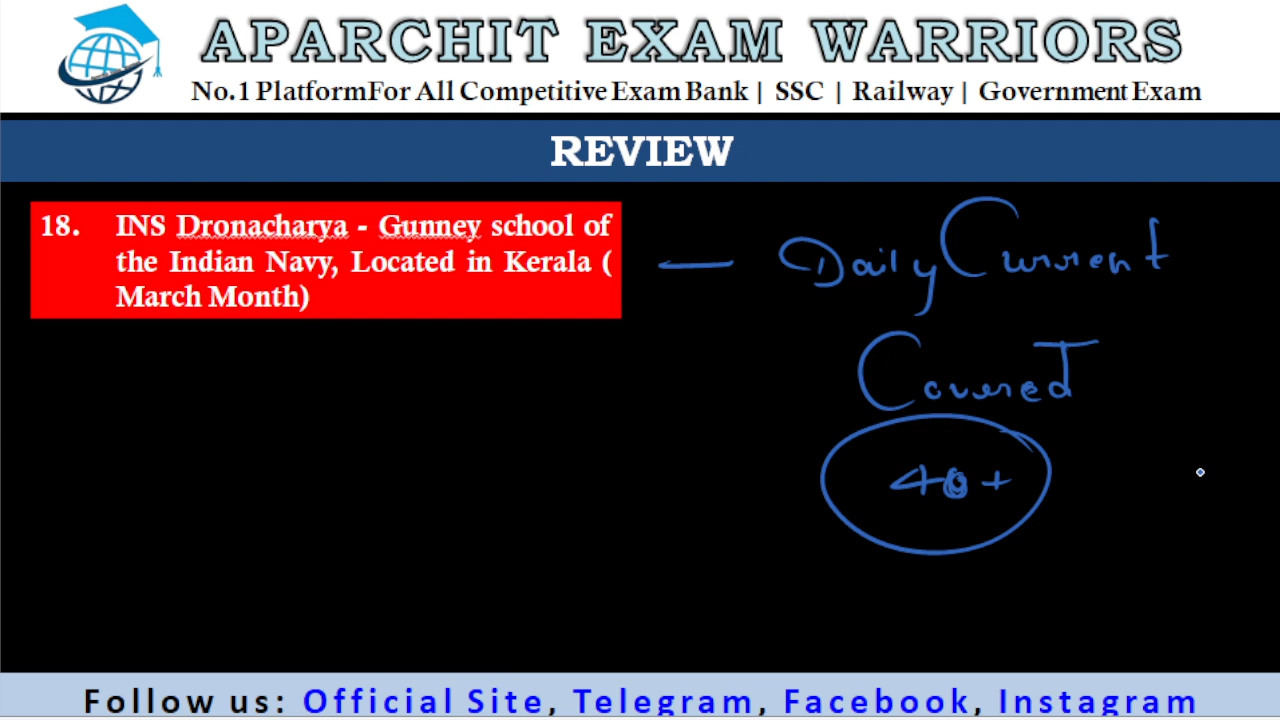 APARCHIT EXAM WARRIORS
No.1 PlatformFor All Competitive Exam Bank | SSC | Railway | Government Exam
REVIEW
18. INS Dronacharya - Gunney school of
the Indian Navy, Located in Kerala (
March Month)
— Daily Current
Covered
40+
Follow us: Official Site, Telegram, Facebook, Instagram